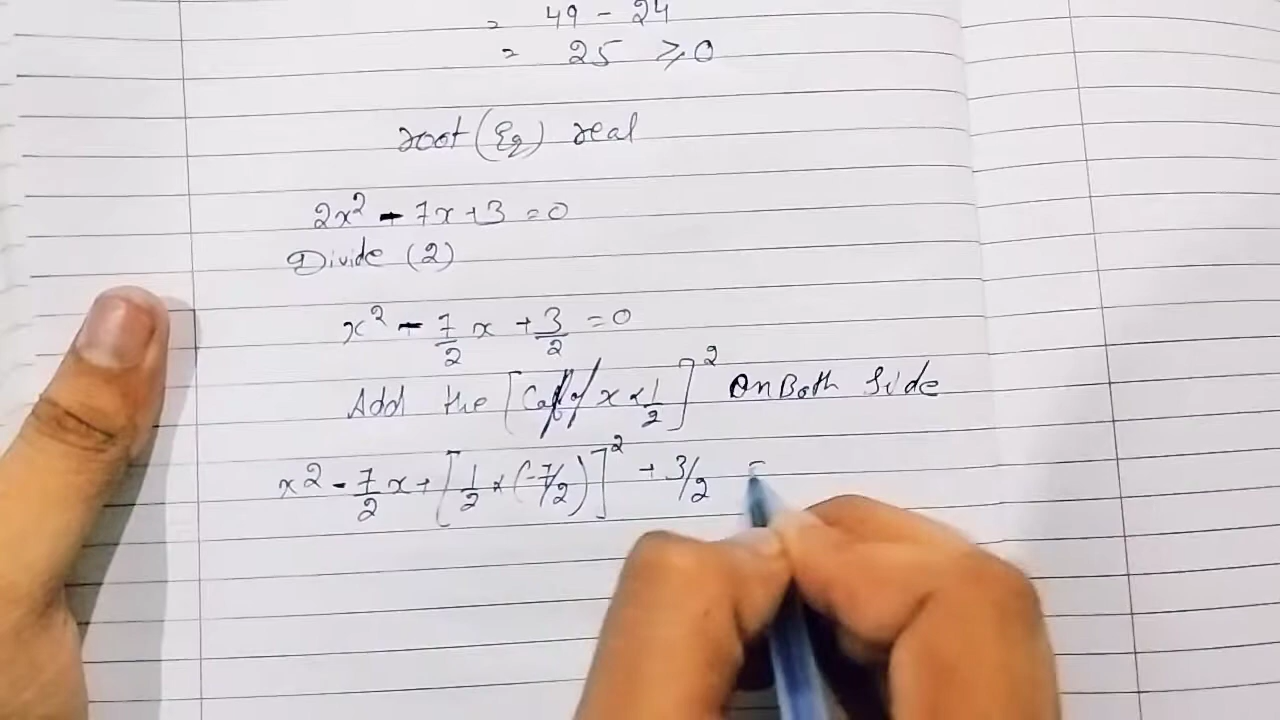 = 49 - 24
= 25 ≥ 0
root (Eq) real
2x² - 7x + 3 = 0
Divide (2)
x² - 7/2 x + 3/2 = 0
Add the [Coff of x × 1/2]² On Both Side
x² - 7/2 x + [1/2 × (-7/2)]² + 3/2 =